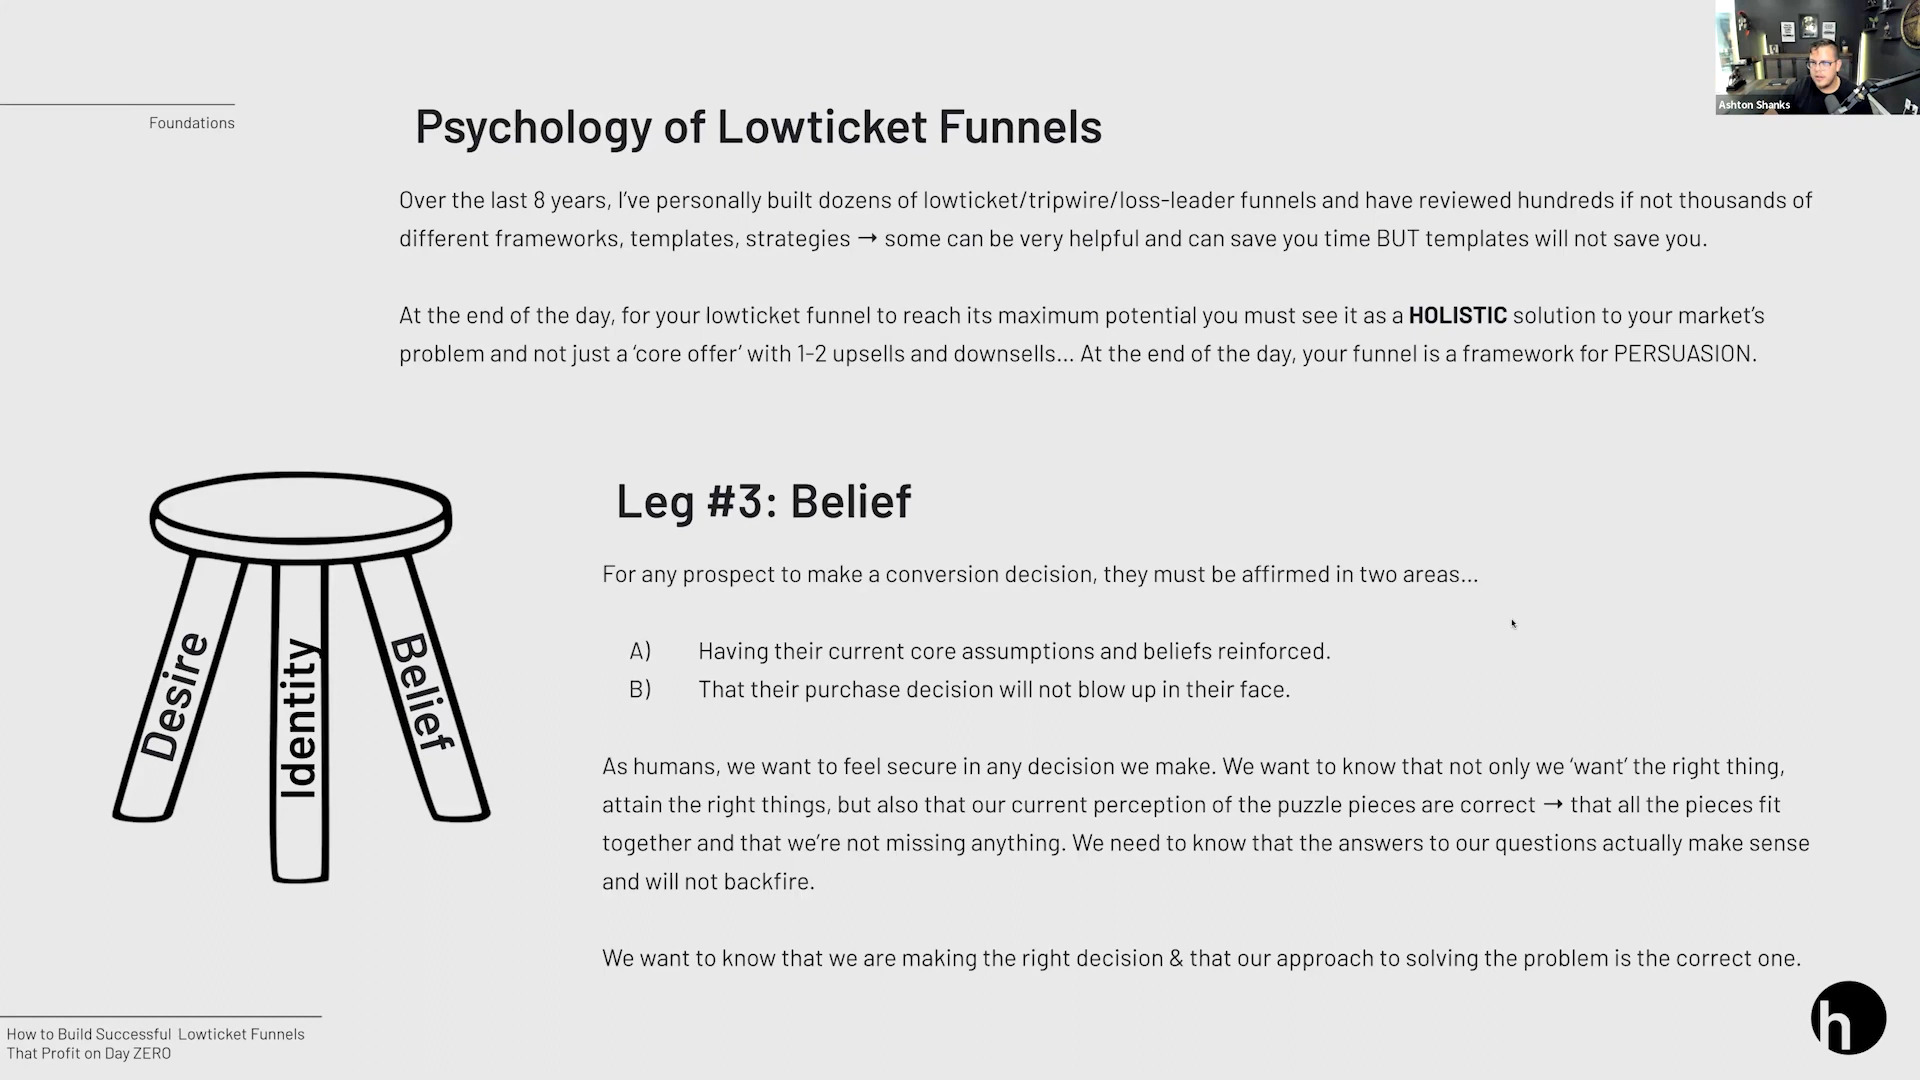 Ashton Shanks
Foundations
Psychology of Lowticket Funnels
Over the last 8 years, I’ve personally built dozens of lowticket/tripwire/loss-leader funnels and have reviewed hundreds if not thousands of
different frameworks, templates, strategies → some can be very helpful and can save you time BUT templates will not save you.
At the end of the day, for your lowticket funnel to reach its maximum potential you must see it as a HOLISTIC solution to your market’s
problem and not just a ‘core offer’ with 1-2 upsells and downsells... At the end of the day, your funnel is a framework for PERSUASION.
Desire
Identity
Belief
Leg #3: Belief
For any prospect to make a conversion decision, they must be affirmed in two areas...
A) Having their current core assumptions and beliefs reinforced.
B) That their purchase decision will not blow up in their face.
As humans, we want to feel secure in any decision we make. We want to know that not only we ‘want’ the right thing,
attain the right things, but also that our current perception of the puzzle pieces are correct → that all the pieces fit
together and that we’re not missing anything. We need to know that the answers to our questions actually make sense
and will not backfire.
We want to know that we are making the right decision & that our approach to solving the problem is the correct one.
How to Build Successful Lowticket Funnels
That Profit on Day ZERO
h